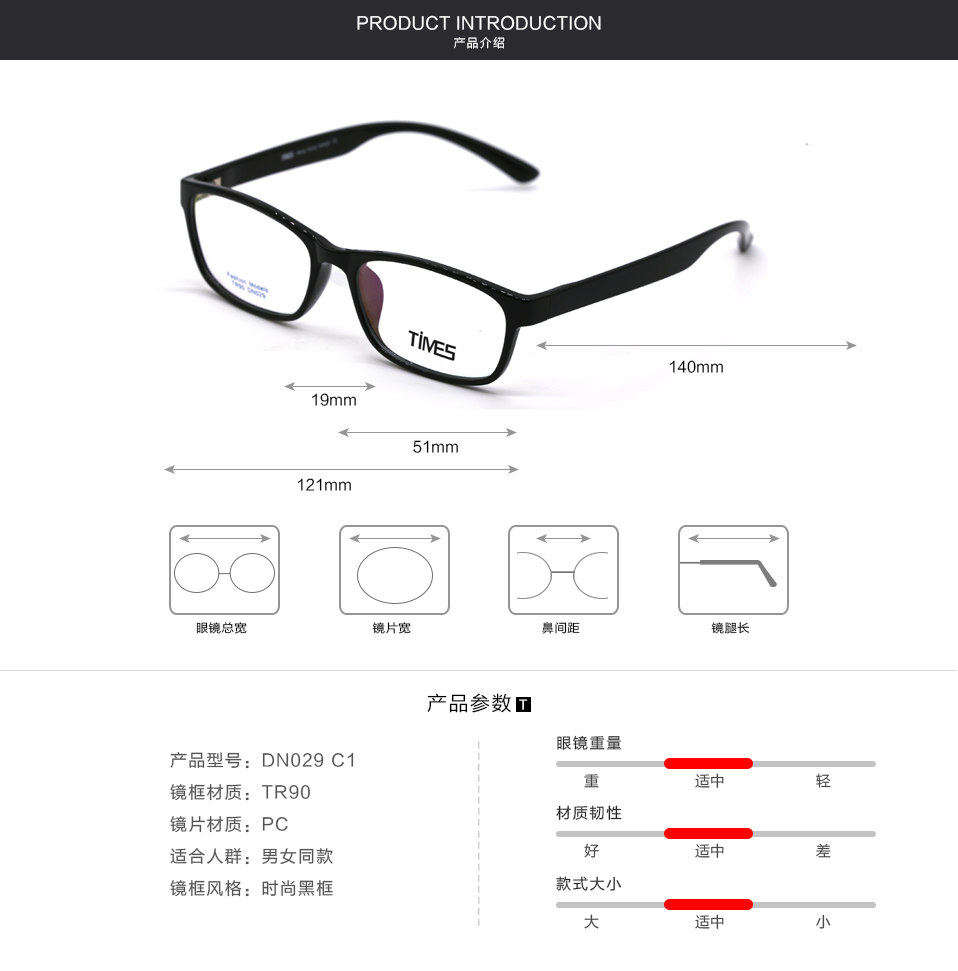 PRODUCT INTRODUCTION
产品介绍
Fashion Models
TR90 DN029
TiMES
140mm
19mm
51mm
121mm
眼镜总宽
镜片宽
鼻间距
镜腿长
产品参数 T
产品型号：DN029 C1
镜框材质：TR90
镜片材质：PC
适合人群：男女同款
镜框风格：时尚黑框
眼镜重量
重 适中 轻
材质韧性
好 适中 差
款式大小
大 适中 小